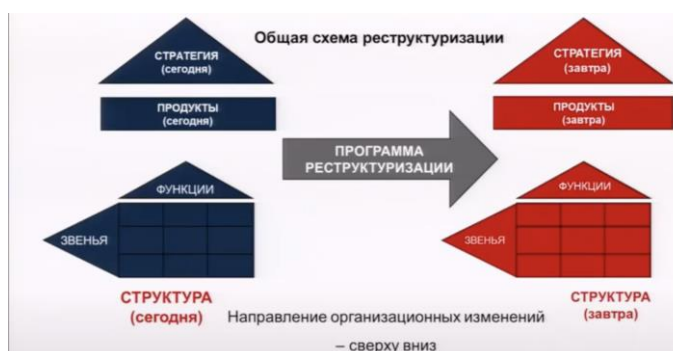 Общая схема реструктуризации
СТРАТЕГИЯ
(сегодня)
ПРОДУКТЫ
(сегодня)
ФУНКЦИИ
ЗВЕНЬЯ
СТРУКТУРА
(сегодня)
ПРОГРАММА
РЕСТРУКТУРИЗАЦИИ
СТРАТЕГИЯ
(завтра)
ПРОДУКТЫ
(завтра)
ФУНКЦИИ
ЗВЕНЬЯ
СТРУКТУРА
(завтра)
Направление организационных изменений
– сверху вниз